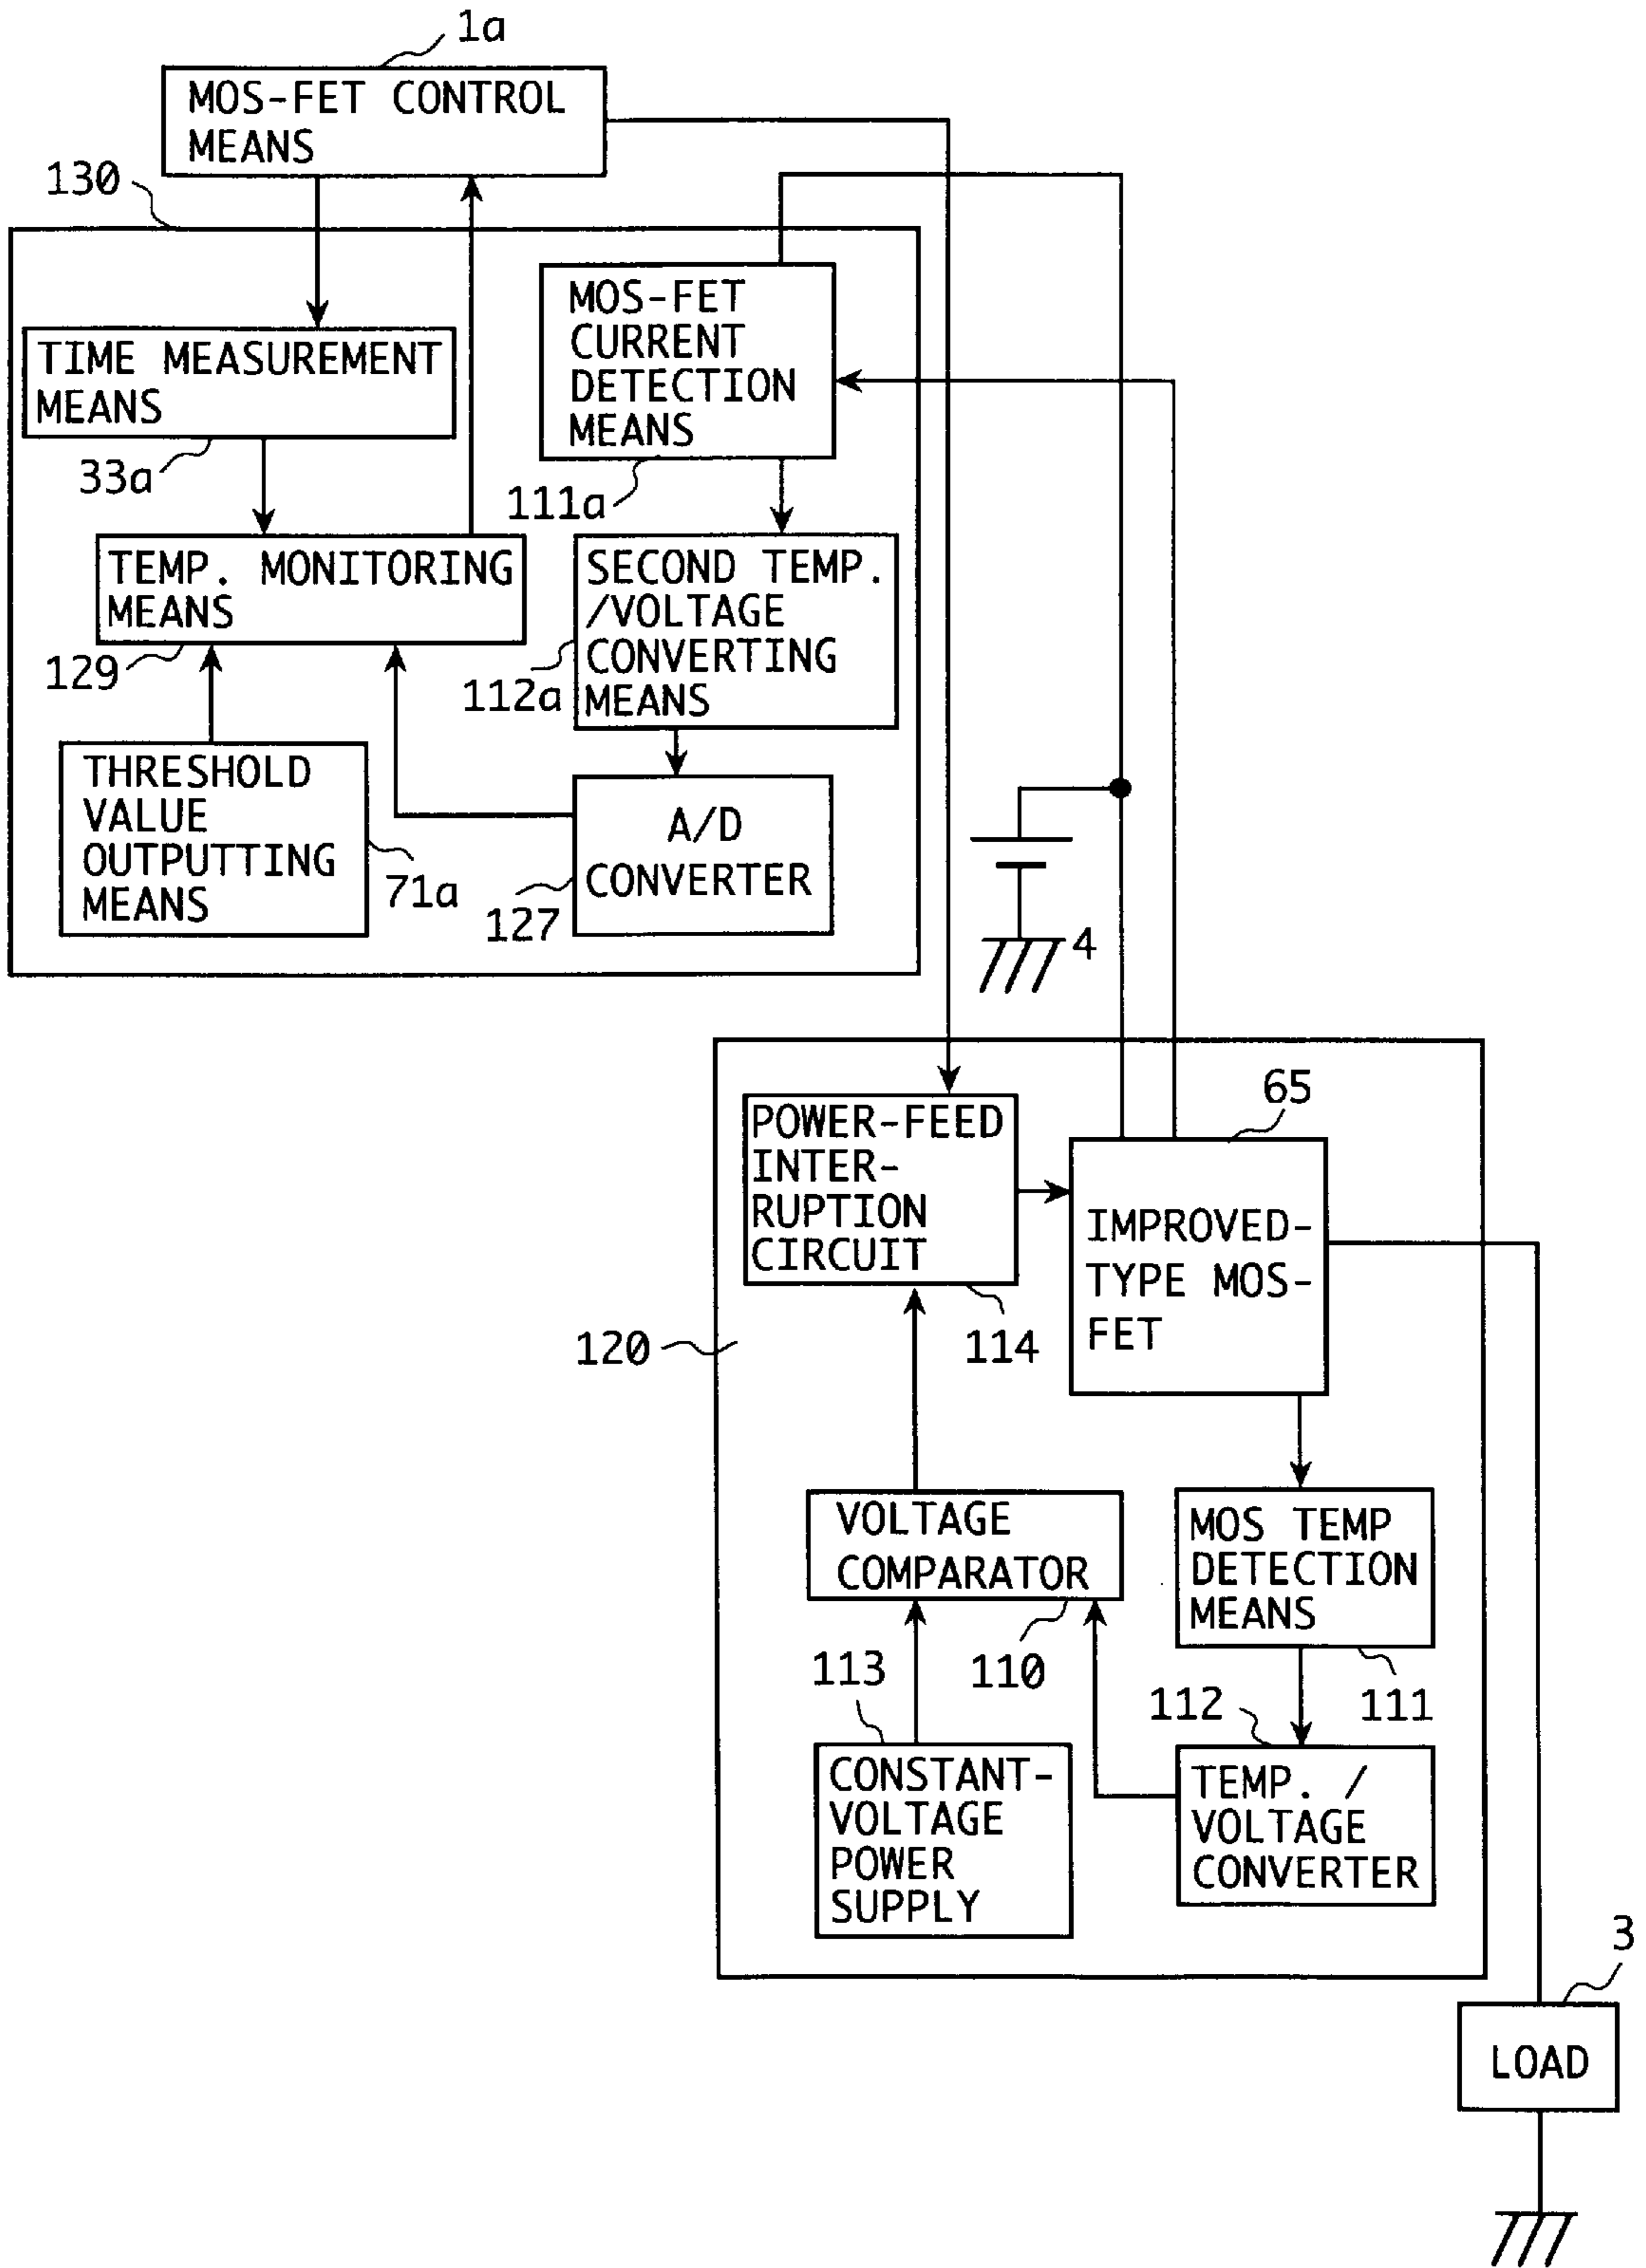 1a
MOS-FET CONTROL
MEANS
130
MOS-FET
CURRENT
DETECTION
MEANS
TIME MEASUREMENT
MEANS
33a
111a
TEMP. MONITORING
MEANS
SECOND TEMP.
/VOLTAGE
CONVERTING
MEANS
129
112a
THRESHOLD
VALUE
OUTPUTTING
MEANS
71a
A/D
CONVERTER
127
4
65
POWER-FEED
INTER-
RUPTION
CIRCUIT
IMPROVED-
TYPE MOS-
FET
120
114
VOLTAGE
COMPARATOR
MOS TEMP
DETECTION
MEANS
113
110
112
111
CONSTANT-
VOLTAGE
POWER
SUPPLY
TEMP. /
VOLTAGE
CONVERTER
3
LOAD